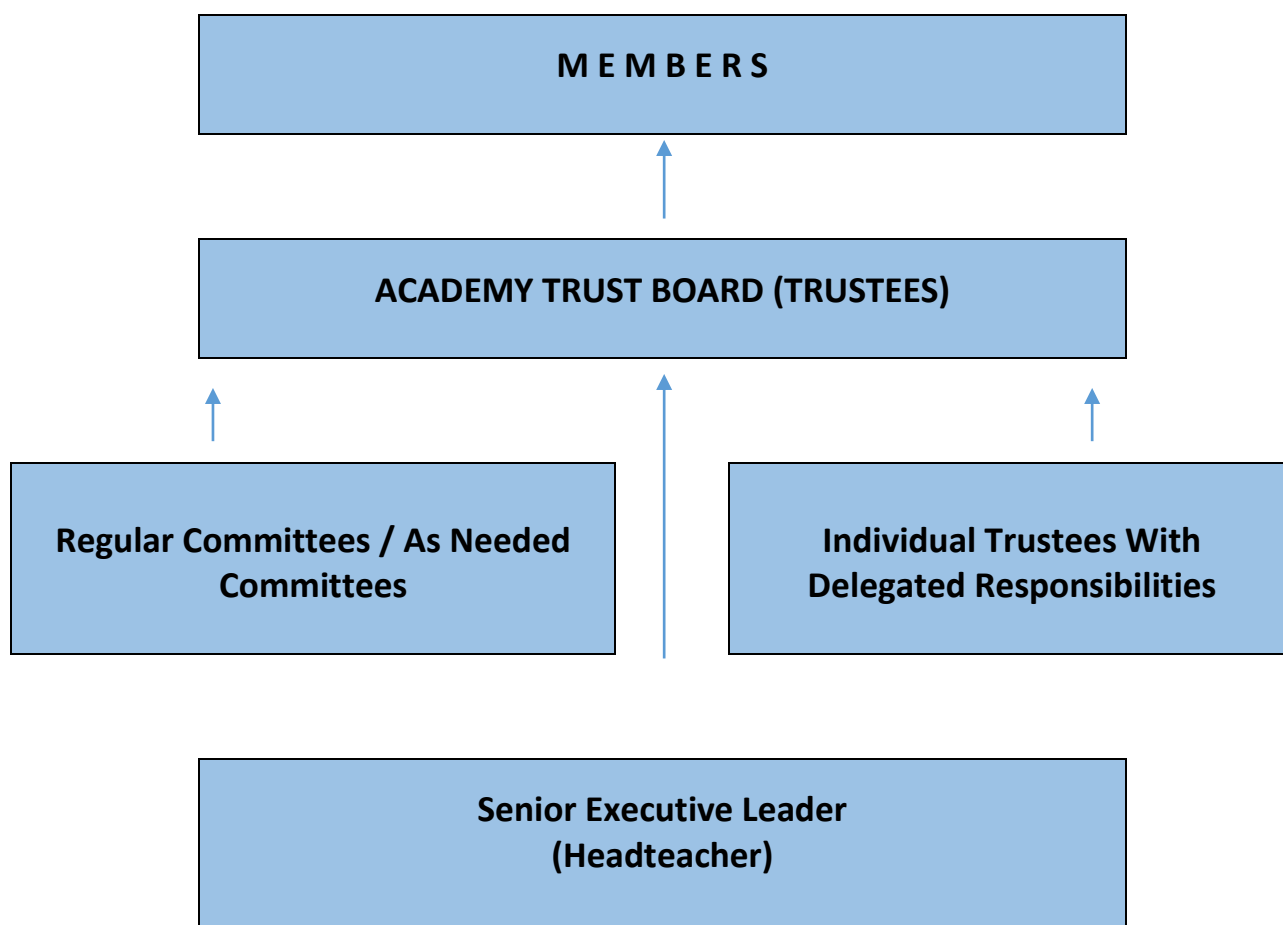 M E M B E R S
ACADEMY TRUST BOARD (TRUSTEES)
Regular Committees / As Needed
Committees
Individual Trustees With
Delegated Responsibilities
Senior Executive Leader
(Headteacher)